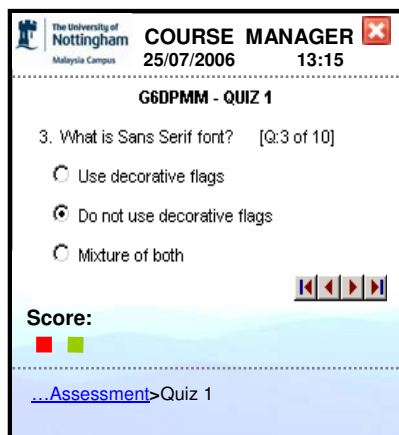 The University of
Nottingham
Malaysia Campus
COURSE MANAGER
25/07/2006 13:15
G6DPMM - QUIZ 1
3. What is Sans Serif font? [Q:3 of 10]
Use decorative flags
Do not use decorative flags
Mixture of both
Score:
...Assessment>Quiz 1